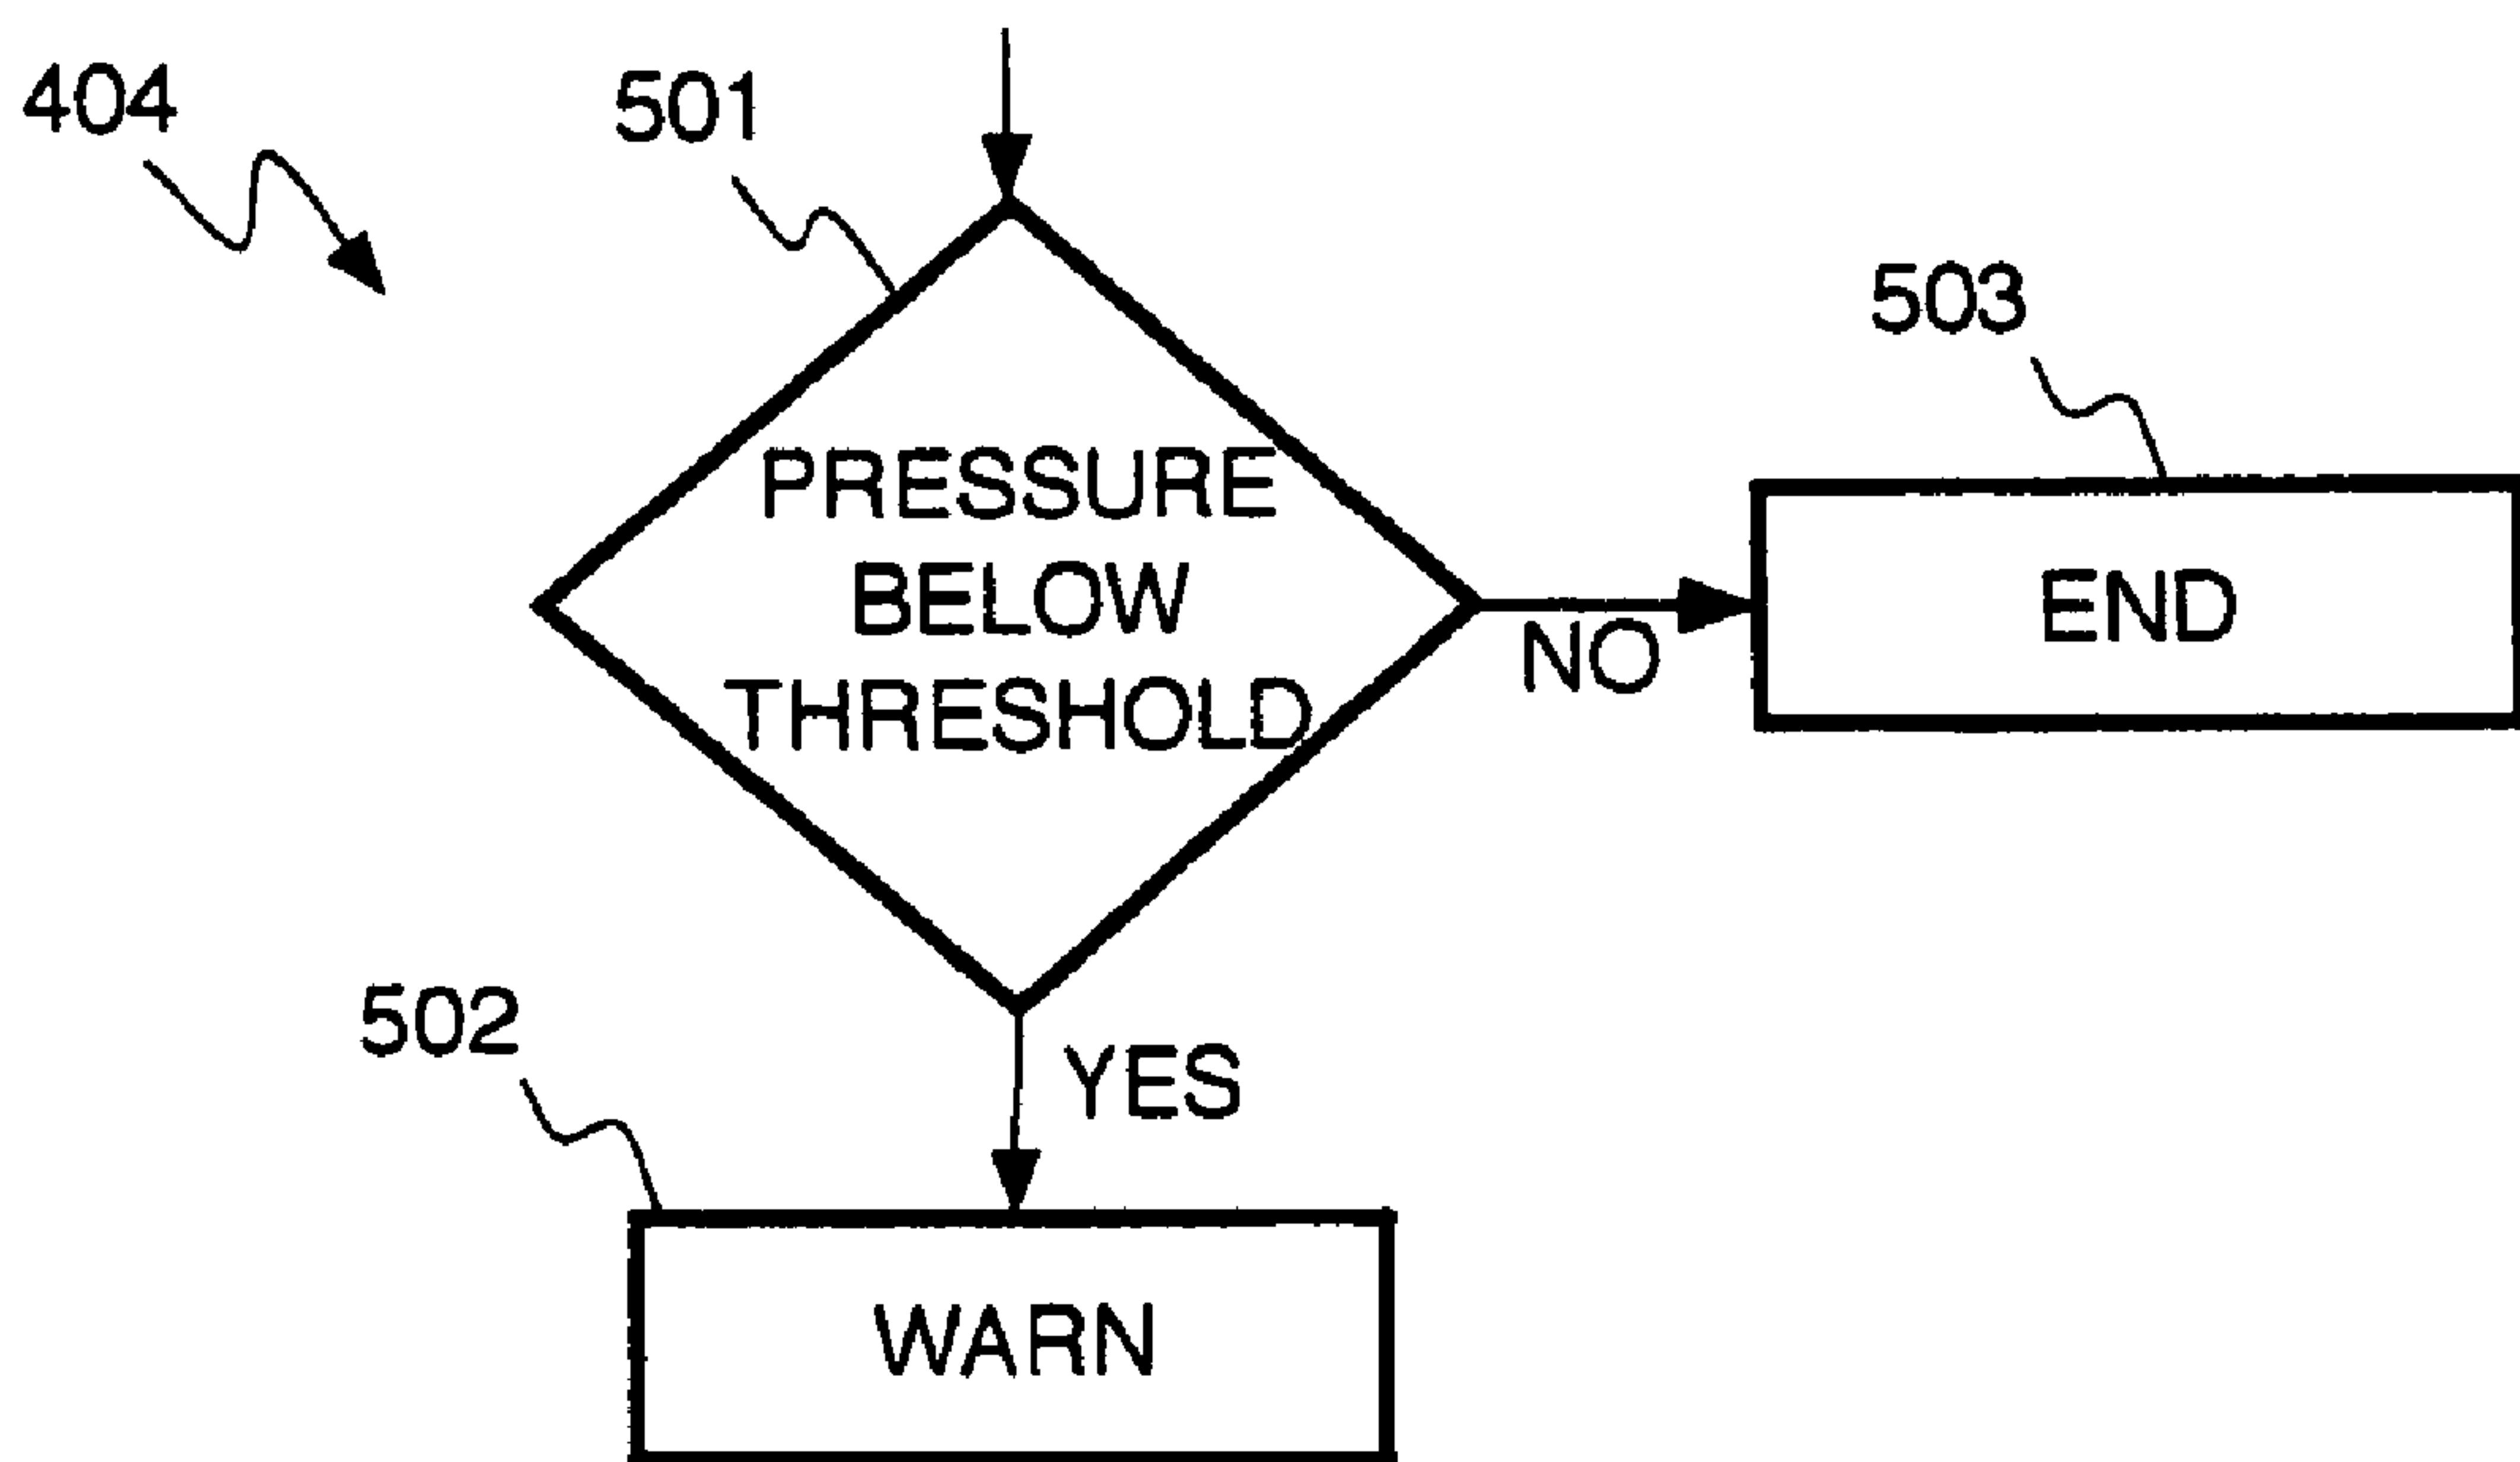 404
501
503
PRESSURE
BELOW
THRESHOLD
NO
END
502
YES
WARN